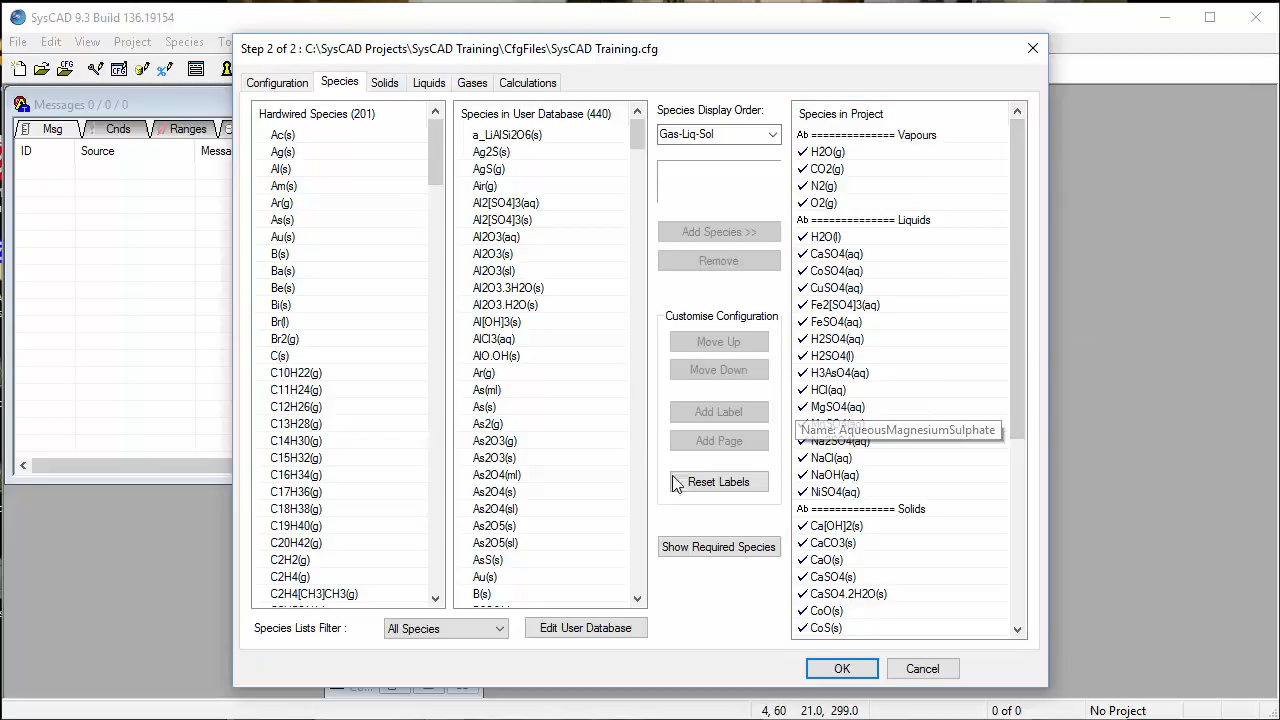 SysCAD 9.3 Build 136.19154
File Edit View Project Species To
Messages 0 / 0 / 0
Msg Cnds Ranges
ID Source Messa
Step 2 of 2 : C:\SysCAD Projects\SysCAD Training\CfgFiles\SysCAD Training.cfg
Configuration Species Solids Liquids Gases Calculations
Hardwired Species (201)
Ac(s)
Ag(s)
Al(s)
Am(s)
Ar(g)
As(s)
Au(s)
B(s)
Ba(s)
Be(s)
Bi(s)
Br(l)
Br2(g)
C(s)
C10H22(g)
C11H24(g)
C12H26(g)
C13H28(g)
C14H30(g)
C15H32(g)
C16H34(g)
C17H36(g)
C18H38(g)
C19H40(g)
C20H42(g)
C2H2(g)
C2H4(g)
C2H4[CH3]CH3(g)
Species in User Database (440)
a_LiAlSi2O6(s)
Ag2S(s)
AgS(g)
Air(g)
Al2[SO4]3(aq)
Al2[SO4]3(s)
Al2O3(aq)
Al2O3(s)
Al2O3(sl)
Al2O3.3H2O(s)
Al2O3.H2O(s)
Al[OH]3(s)
AlCl3(aq)
AlO.OH(s)
Ar(g)
As(ml)
As(s)
As2(g)
As2O3(g)
As2O3(s)
As2O4(ml)
As2O4(s)
As2O4(sl)
As2O5(s)
As2O5(sl)
AsS(s)
Au(s)
B(s)
Species Display Order:
Gas-Liq-Sol
Add Species >>
Remove
Customise Configuration
Move Up
Move Down
Add Label
Add Page
Reset Labels
Show Required Species
Species in Project
Ab ============== Vapours
H2O(g)
CO2(g)
N2(g)
O2(g)
Ab ============== Liquids
H2O(l)
CaSO4(aq)
CoSO4(aq)
CuSO4(aq)
Fe2[SO4]3(aq)
FeSO4(aq)
H2SO4(aq)
H2SO4(l)
H3AsO4(aq)
HCl(aq)
MgSO4(aq)
Name: AqueousMagnesiumSulphate
Na2SO4(aq)
NaCl(aq)
NaOH(aq)
NiSO4(aq)
Ab ============== Solids
Ca[OH]2(s)
CaCO3(s)
CaO(s)
CaSO4(s)
CaSO4.2H2O(s)
CoO(s)
CoS(s)
Species Lists Filter :
All Species
Edit User Database
OK Cancel
4, 60 21.0, 299.0 0 of 0 No Project